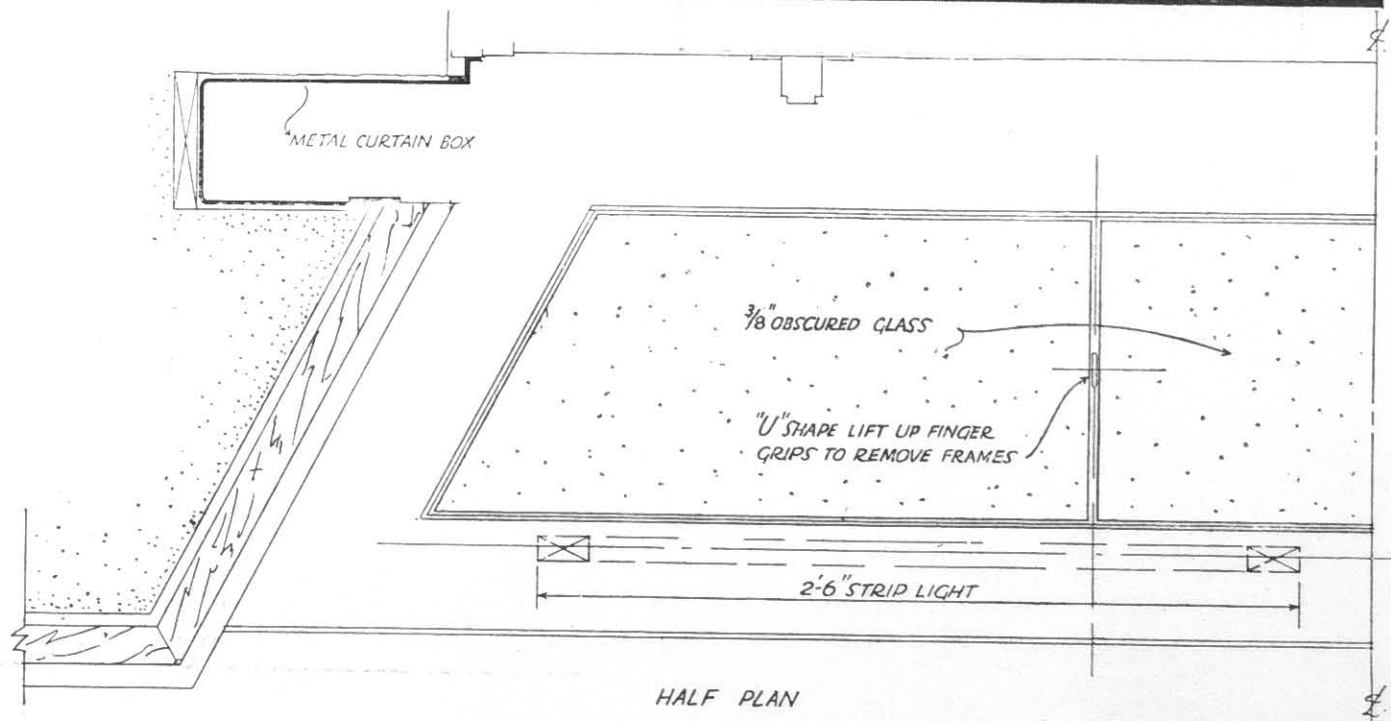 ℄
METAL CURTAIN BOX
3/8" OBSCURED GLASS
"U" SHAPE LIFT UP FINGER
GRIPS TO REMOVE FRAMES
2'-6" STRIP LIGHT
HALF PLAN
℄